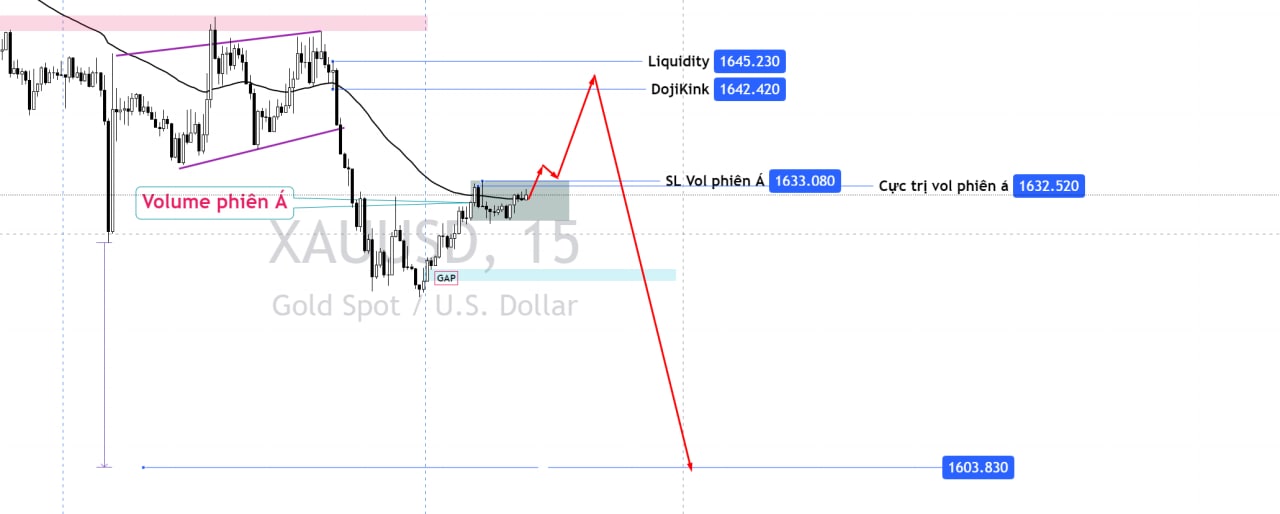 Liquidity 1645.230
DojiKink 1642.420
SL Vol phiên Á 1633.080
Cực trị vol phiên á 1632.520
Volume phiên Á
XAUUSD, 15
GAP
Gold Spot / U.S. Dollar
1603.830